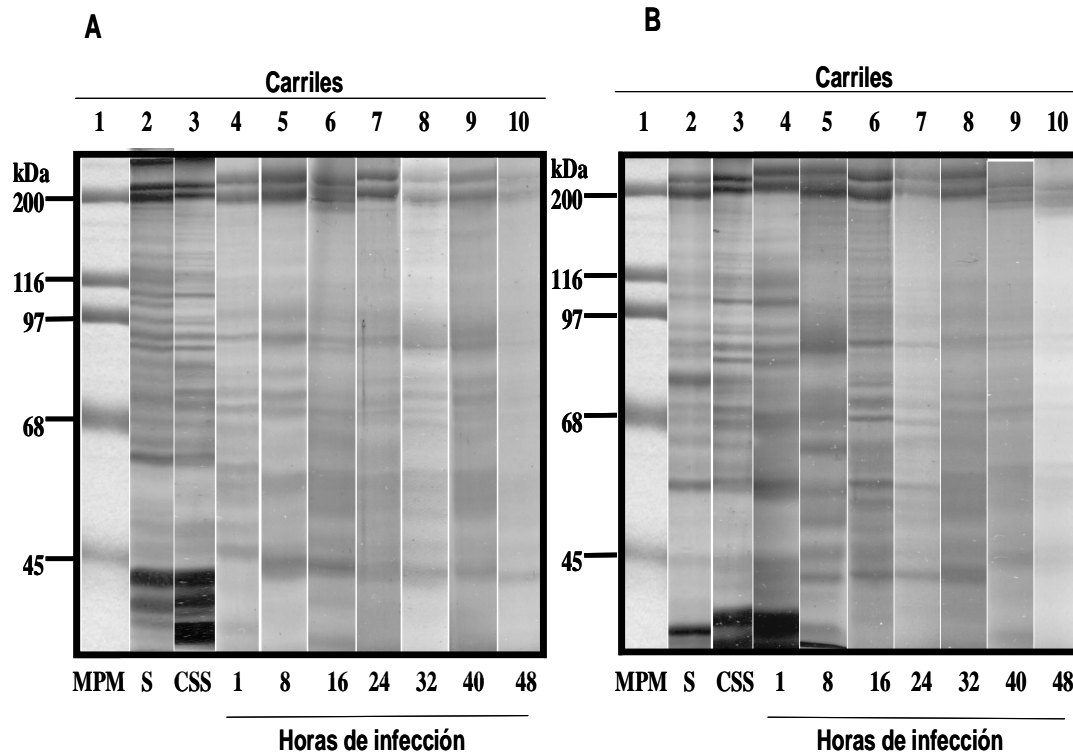 A
Carriles
1 2 3 4 5 6 7 8 9 10
kDa
200
116
97
68
45
MPM S CSS 1 8 16 24 32 40 48
Horas de infección
B
Carriles
1 2 3 4 5 6 7 8 9 10
kDa
200
116
97
68
45
MPM S CSS 1 8 16 24 32 40 48
Horas de infección